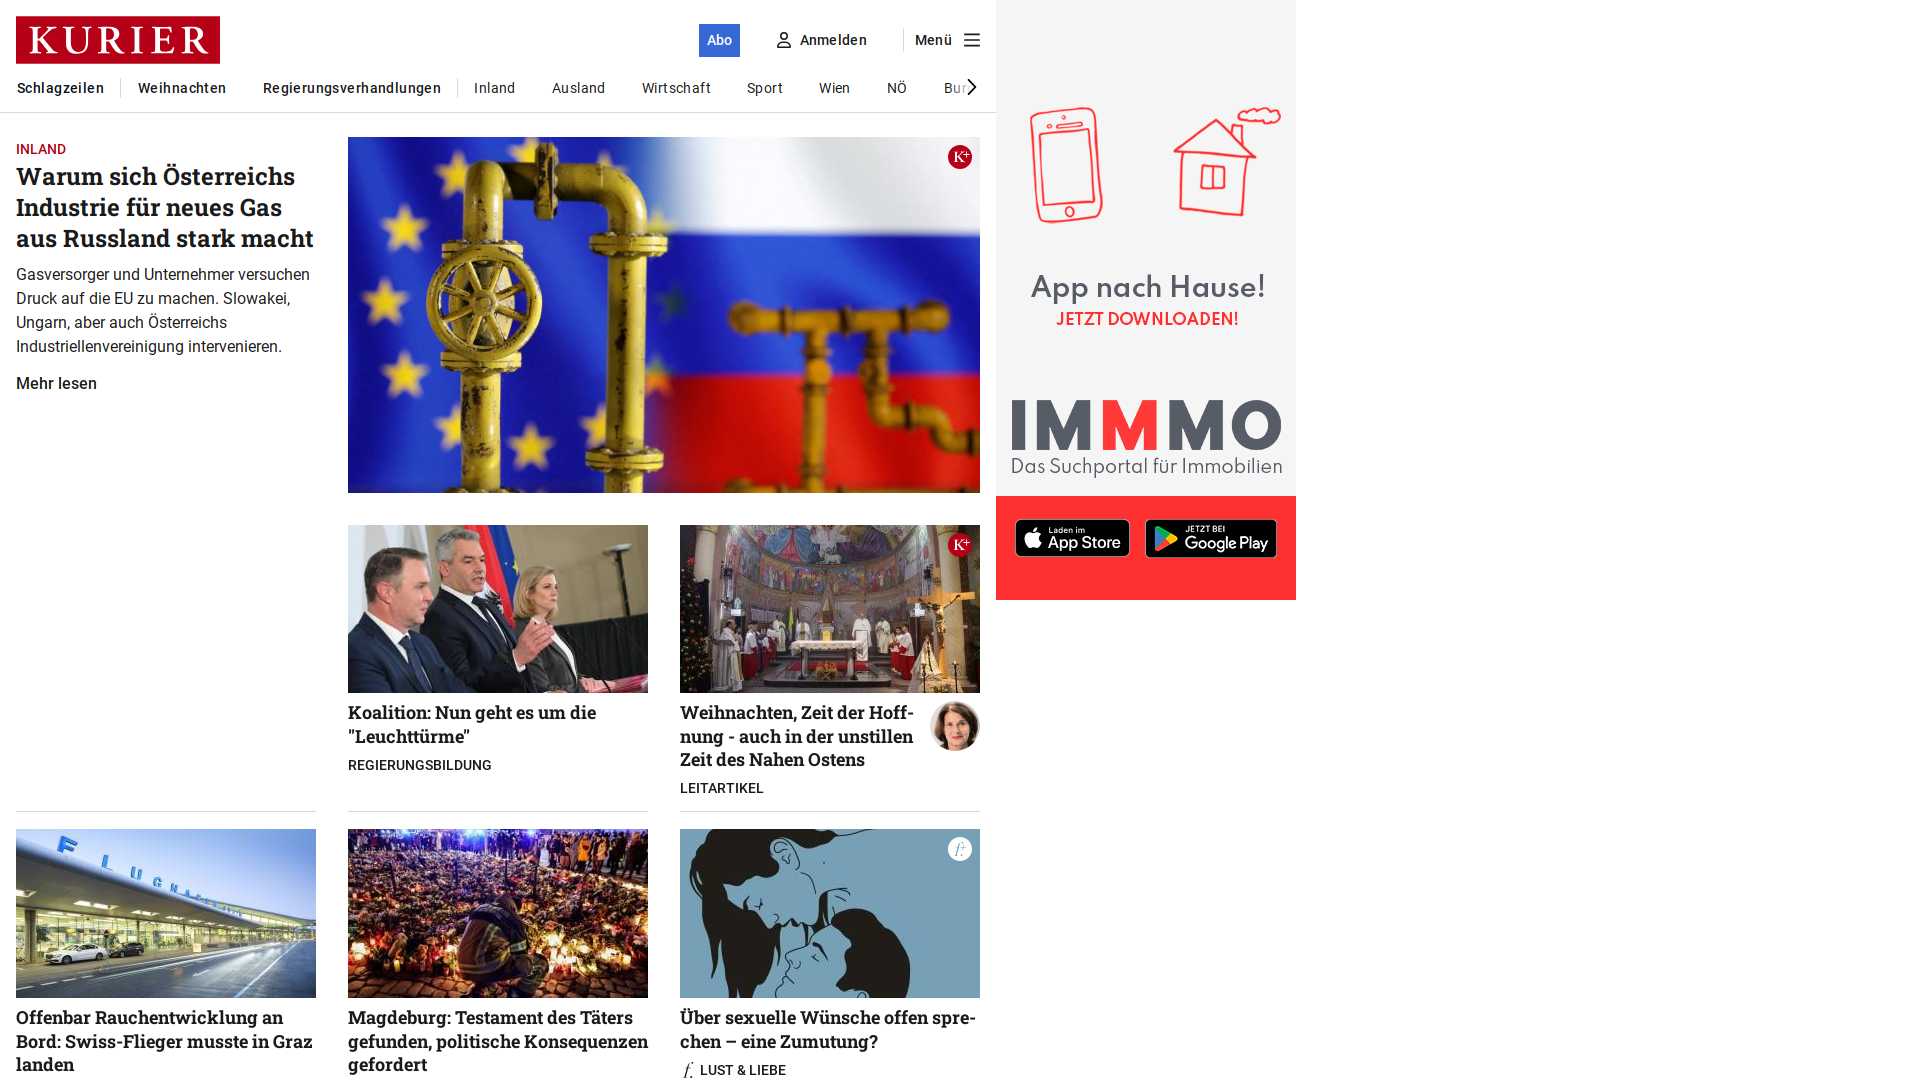 KURIER
Abo
Anmelden
Menü
Schlagzeilen
Weihnachten
Regierungsverhandlungen
Inland
Ausland
Wirtschaft
Sport
Wien
NÖ
Bur
INLAND
Warum sich Österreichs
Industrie für neues Gas
aus Russland stark macht
Gasversorger und Unternehmer versuchen
Druck auf die EU zu machen. Slowakei,
Ungarn, aber auch Österreichs
Industriellenvereinigung intervenieren.
Mehr lesen
K+
App nach Hause!
JETZT DOWNLOADEN!
IMMMO
Das Suchportal für Immobilien
Laden im
App Store
JETZT BEI
Google Play
Koalition: Nun geht es um die
"Leuchttürme"
REGIERUNGSBILDUNG
K+
Weihnachten, Zeit der Hoff-
nung - auch in der unstillen
Zeit des Nahen Ostens
LEITARTIKEL
FLUGHAFEN
Offenbar Rauchentwicklung an
Bord: Swiss-Flieger musste in Graz
landen
Magdeburg: Testament des Täters
gefunden, politische Konsequenzen
gefordert
f+
Über sexuelle Wünsche offen spre-
chen – eine Zumutung?
f. LUST & LIEBE